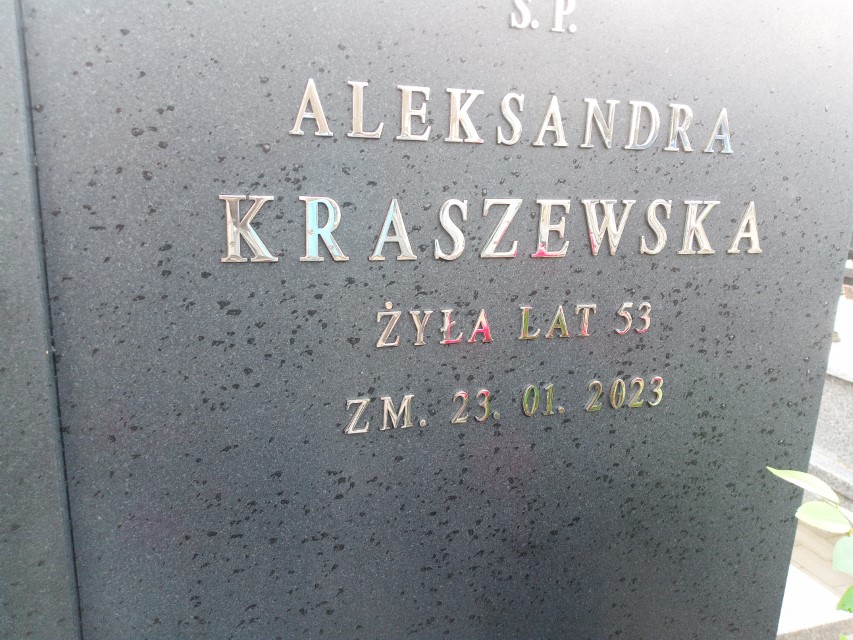 Ś. P.
ALEKSANDRA
KRASZEWSKA
ŻYŁA LAT 53
ZM. 23. 01. 2023